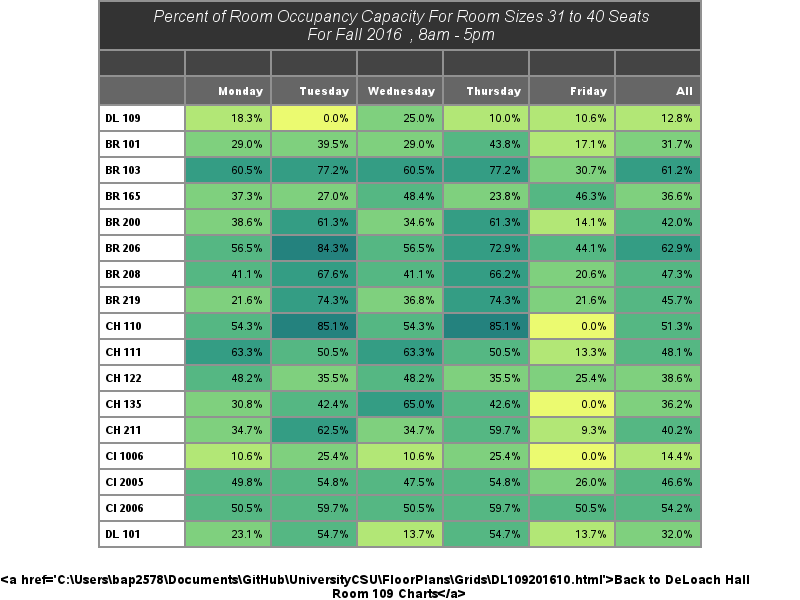 Percent of Room Occupancy Capacity For Room Sizes 31 to 40 Seats
For Fall 2016 , 8am - 5pm
Monday Tuesday Wednesday Thursday Friday All
DL 109 18.3% 0.0% 25.0% 10.0% 10.6% 12.8%
BR 101 29.0% 39.5% 29.0% 43.8% 17.1% 31.7%
BR 103 60.5% 77.2% 60.5% 77.2% 30.7% 61.2%
BR 165 37.3% 27.0% 48.4% 23.8% 46.3% 36.6%
BR 200 38.6% 61.3% 34.6% 61.3% 14.1% 42.0%
BR 206 56.5% 84.3% 56.5% 72.9% 44.1% 62.9%
BR 208 41.1% 67.6% 41.1% 66.2% 20.6% 47.3%
BR 219 21.6% 74.3% 36.8% 74.3% 21.6% 45.7%
CH 110 54.3% 85.1% 54.3% 85.1% 0.0% 51.3%
CH 111 63.3% 50.5% 63.3% 50.5% 13.3% 48.1%
CH 122 48.2% 35.5% 48.2% 35.5% 25.4% 38.6%
CH 135 30.8% 42.4% 65.0% 42.6% 0.0% 36.2%
CH 211 34.7% 62.5% 34.7% 59.7% 9.3% 40.2%
CI 1006 10.6% 25.4% 10.6% 25.4% 0.0% 14.4%
CI 2005 49.8% 54.8% 47.5% 54.8% 26.0% 46.6%
CI 2006 50.5% 59.7% 50.5% 59.7% 50.5% 54.2%
DL 101 23.1% 54.7% 13.7% 54.7% 13.7% 32.0%
<a href='C:\Users\bap2578\Documents\GitHub\UniversityCSU\FloorPlans\Grids\DL109201610.html'>Back to DeLoach Hall
Room 109 Charts</a>